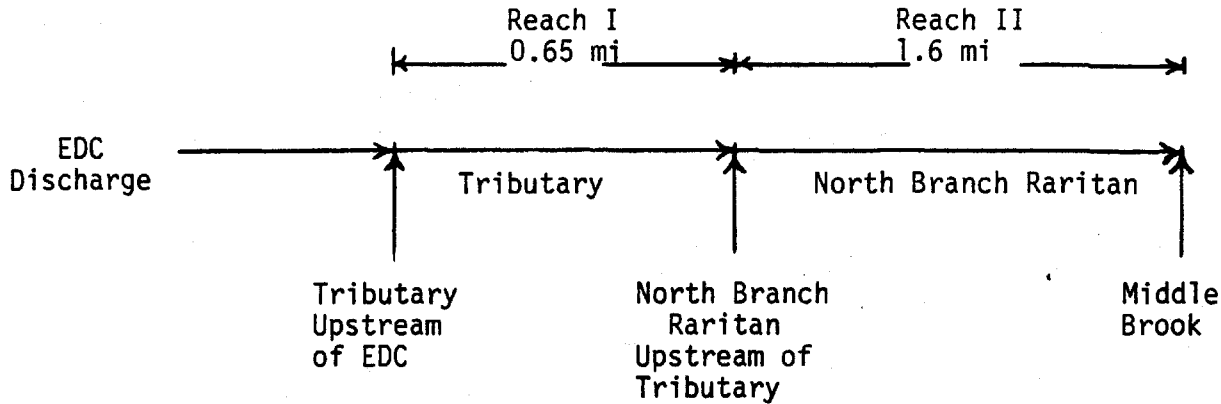 Reach I
0.65 mi
Reach II
1.6 mi
EDC
Discharge
Tributary
North Branch Raritan
Tributary
Upstream
of EDC
North Branch
Raritan
Upstream of
Tributary
Middle
Brook